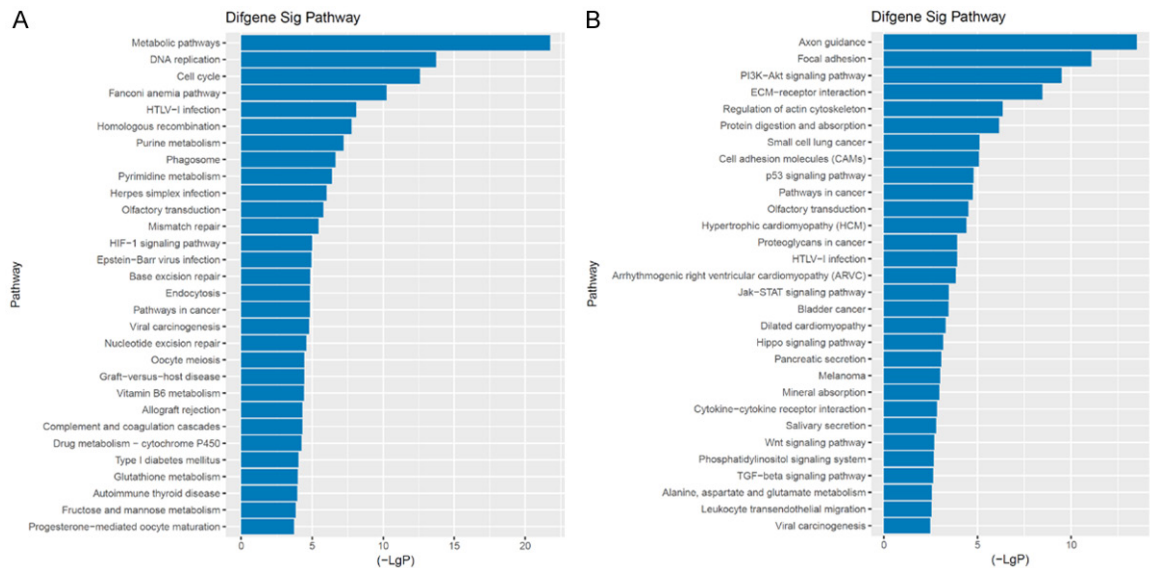 A
Difgene Sig Pathway
Pathway
Metabolic pathways
DNA replication
Cell cycle
Fanconi anemia pathway
HTLV−I infection
Homologous recombination
Purine metabolism
Phagosome
Pyrimidine metabolism
Herpes simplex infection
Olfactory transduction
Mismatch repair
HIF−1 signaling pathway
Epstein−Barr virus infection
Base excision repair
Endocytosis
Pathways in cancer
Viral carcinogenesis
Nucleotide excision repair
Oocyte meiosis
Graft−versus−host disease
Vitamin B6 metabolism
Allograft rejection
Complement and coagulation cascades
Drug metabolism − cytochrome P450
Type I diabetes mellitus
Glutathione metabolism
Autoimmune thyroid disease
Fructose and mannose metabolism
Progesterone−mediated oocyte maturation
0 5 10 15 20
(−LgP)
B
Difgene Sig Pathway
Pathway
Axon guidance
Focal adhesion
PI3K−Akt signaling pathway
ECM−receptor interaction
Regulation of actin cytoskeleton
Protein digestion and absorption
Small cell lung cancer
Cell adhesion molecules (CAMs)
p53 signaling pathway
Pathways in cancer
Olfactory transduction
Hypertrophic cardiomyopathy (HCM)
Proteoglycans in cancer
HTLV−I infection
Arrhythmogenic right ventricular cardiomyopathy (ARVC)
Jak−STAT signaling pathway
Bladder cancer
Dilated cardiomyopathy
Hippo signaling pathway
Pancreatic secretion
Melanoma
Mineral absorption
Cytokine−cytokine receptor interaction
Salivary secretion
Wnt signaling pathway
Phosphatidylinositol signaling system
TGF−beta signaling pathway
Alanine, aspartate and glutamate metabolism
Leukocyte transendothelial migration
Viral carcinogenesis
0 5 10
(−LgP)